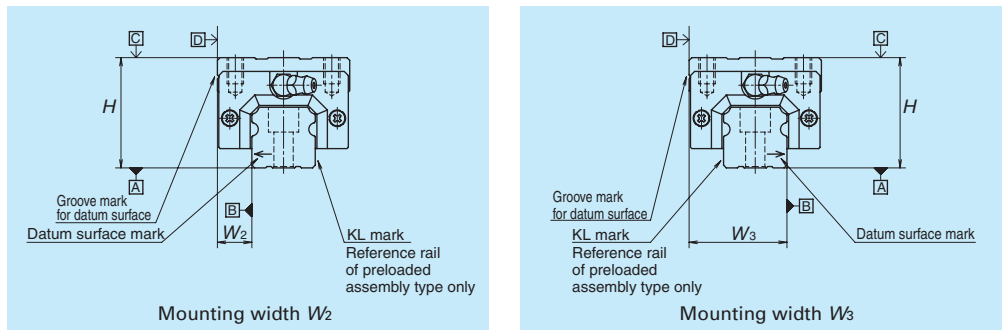 C
D
H
A
Groove mark
for datum surface
Datum surface mark
B
W2
KL mark
Reference rail
of preloaded
assembly type only
Mounting width W2
D
C
H
A
Groove mark
for datum surface
B
KL mark
Reference rail
of preloaded
assembly type only
W3
Datum surface mark
Mounting width W3